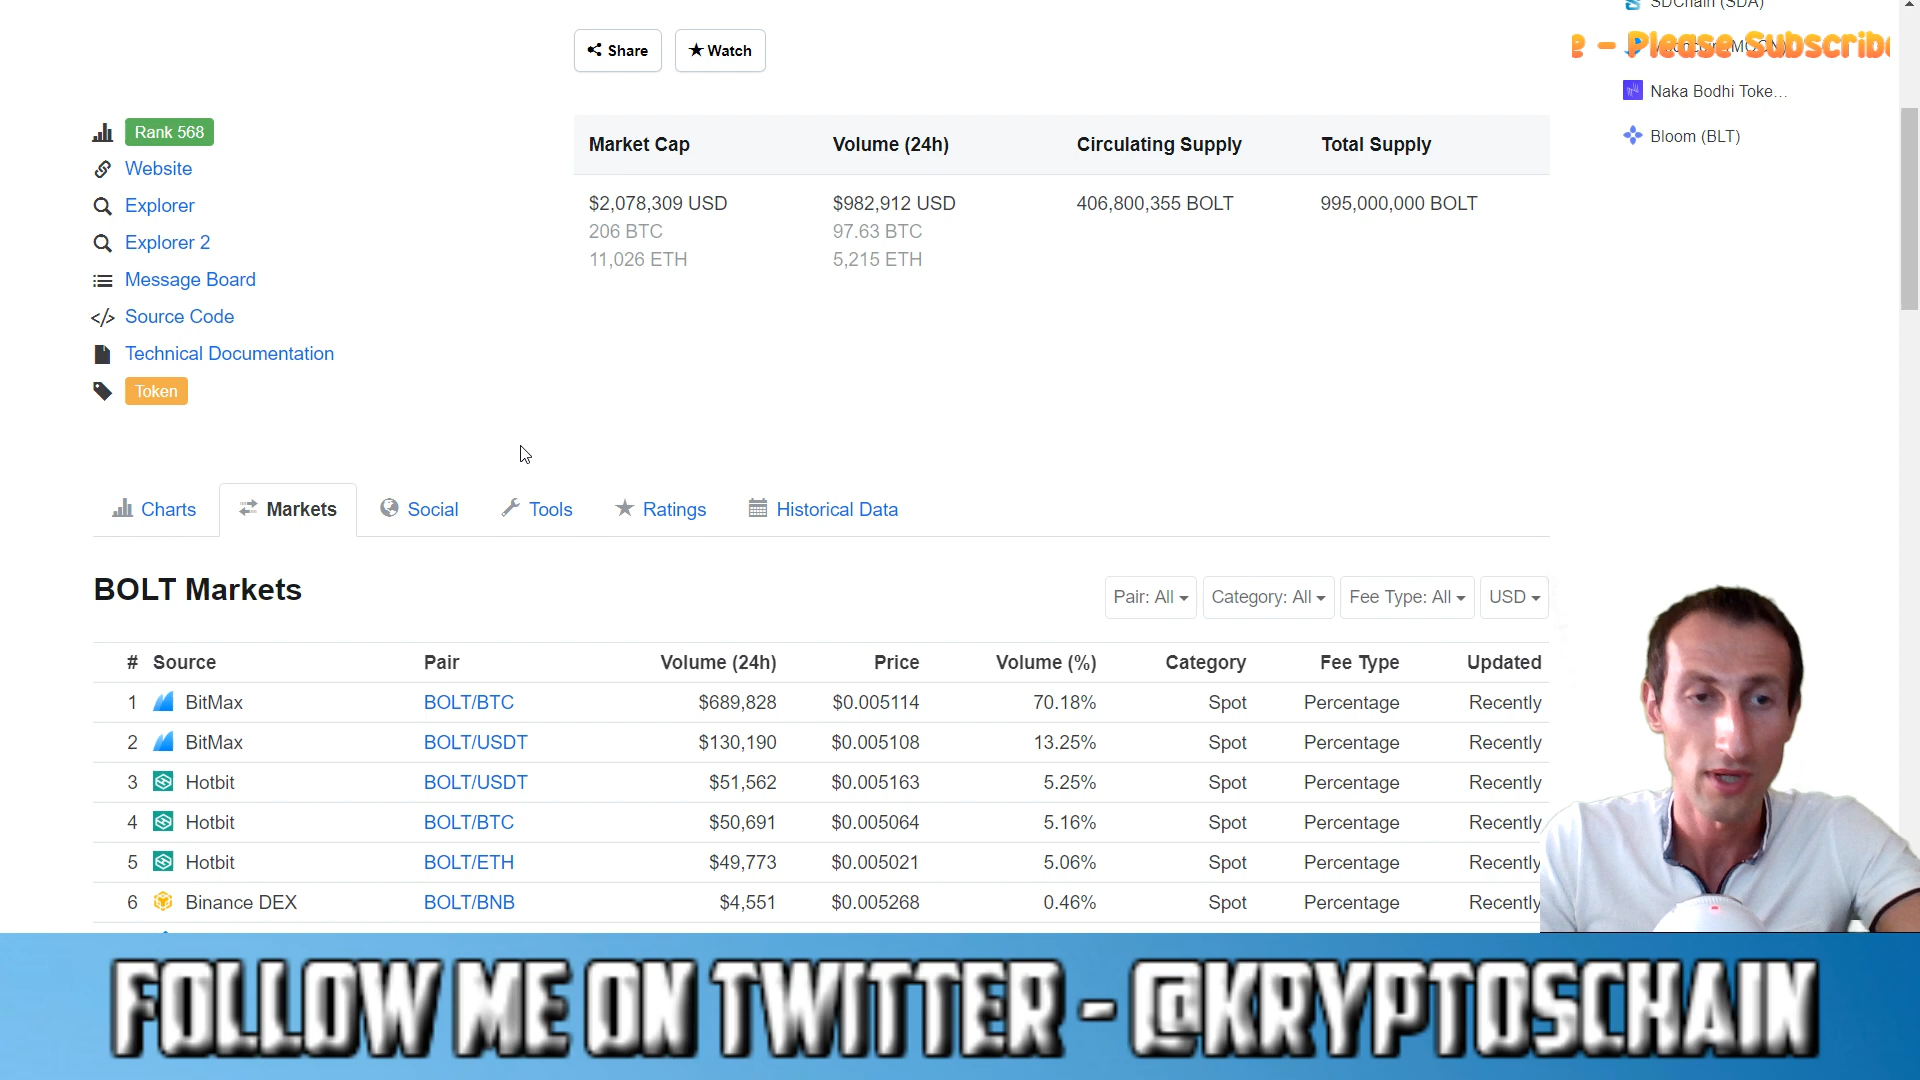 SDChain (SDA)
Share
Watch
e - Please Subscribe
Naka Bodhi Toke...
Bloom (BLT)
Rank 568
Website
Explorer
Explorer 2
Message Board
Source Code
Technical Documentation
Token
Market Cap Volume (24h) Circulating Supply Total Supply
$2,078,309 USD $982,912 USD 406,800,355 BOLT 995,000,000 BOLT
206 BTC 97.63 BTC
11,026 ETH 5,215 ETH
Charts Markets Social Tools Ratings Historical Data
BOLT Markets
Pair: All Category: All Fee Type: All USD
# Source Pair Volume (24h) Price Volume (%) Category Fee Type Updated
1 BitMax BOLT/BTC $689,828 $0.005114 70.18% Spot Percentage Recently
2 BitMax BOLT/USDT $130,190 $0.005108 13.25% Spot Percentage Recently
3 Hotbit BOLT/USDT $51,562 $0.005163 5.25% Spot Percentage Recently
4 Hotbit BOLT/BTC $50,691 $0.005064 5.16% Spot Percentage Recently
5 Hotbit BOLT/ETH $49,773 $0.005021 5.06% Spot Percentage Recently
6 Binance DEX BOLT/BNB $4,551 $0.005268 0.46% Spot Percentage Recently
FOLLOW ME ON TWITTER - @KRYPTOSCHAIN